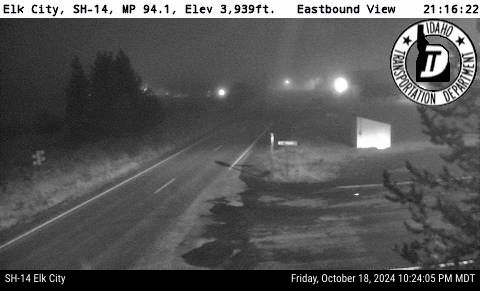 Elk City, SH-14, MP 94.1, Elev 3,939ft. Eastbound View 21:16:22
IDAHO
TRANSPORTATION DEPARTMENT
SH-14 Elk City Friday, October 18, 2024 10:24:05 PM MDT